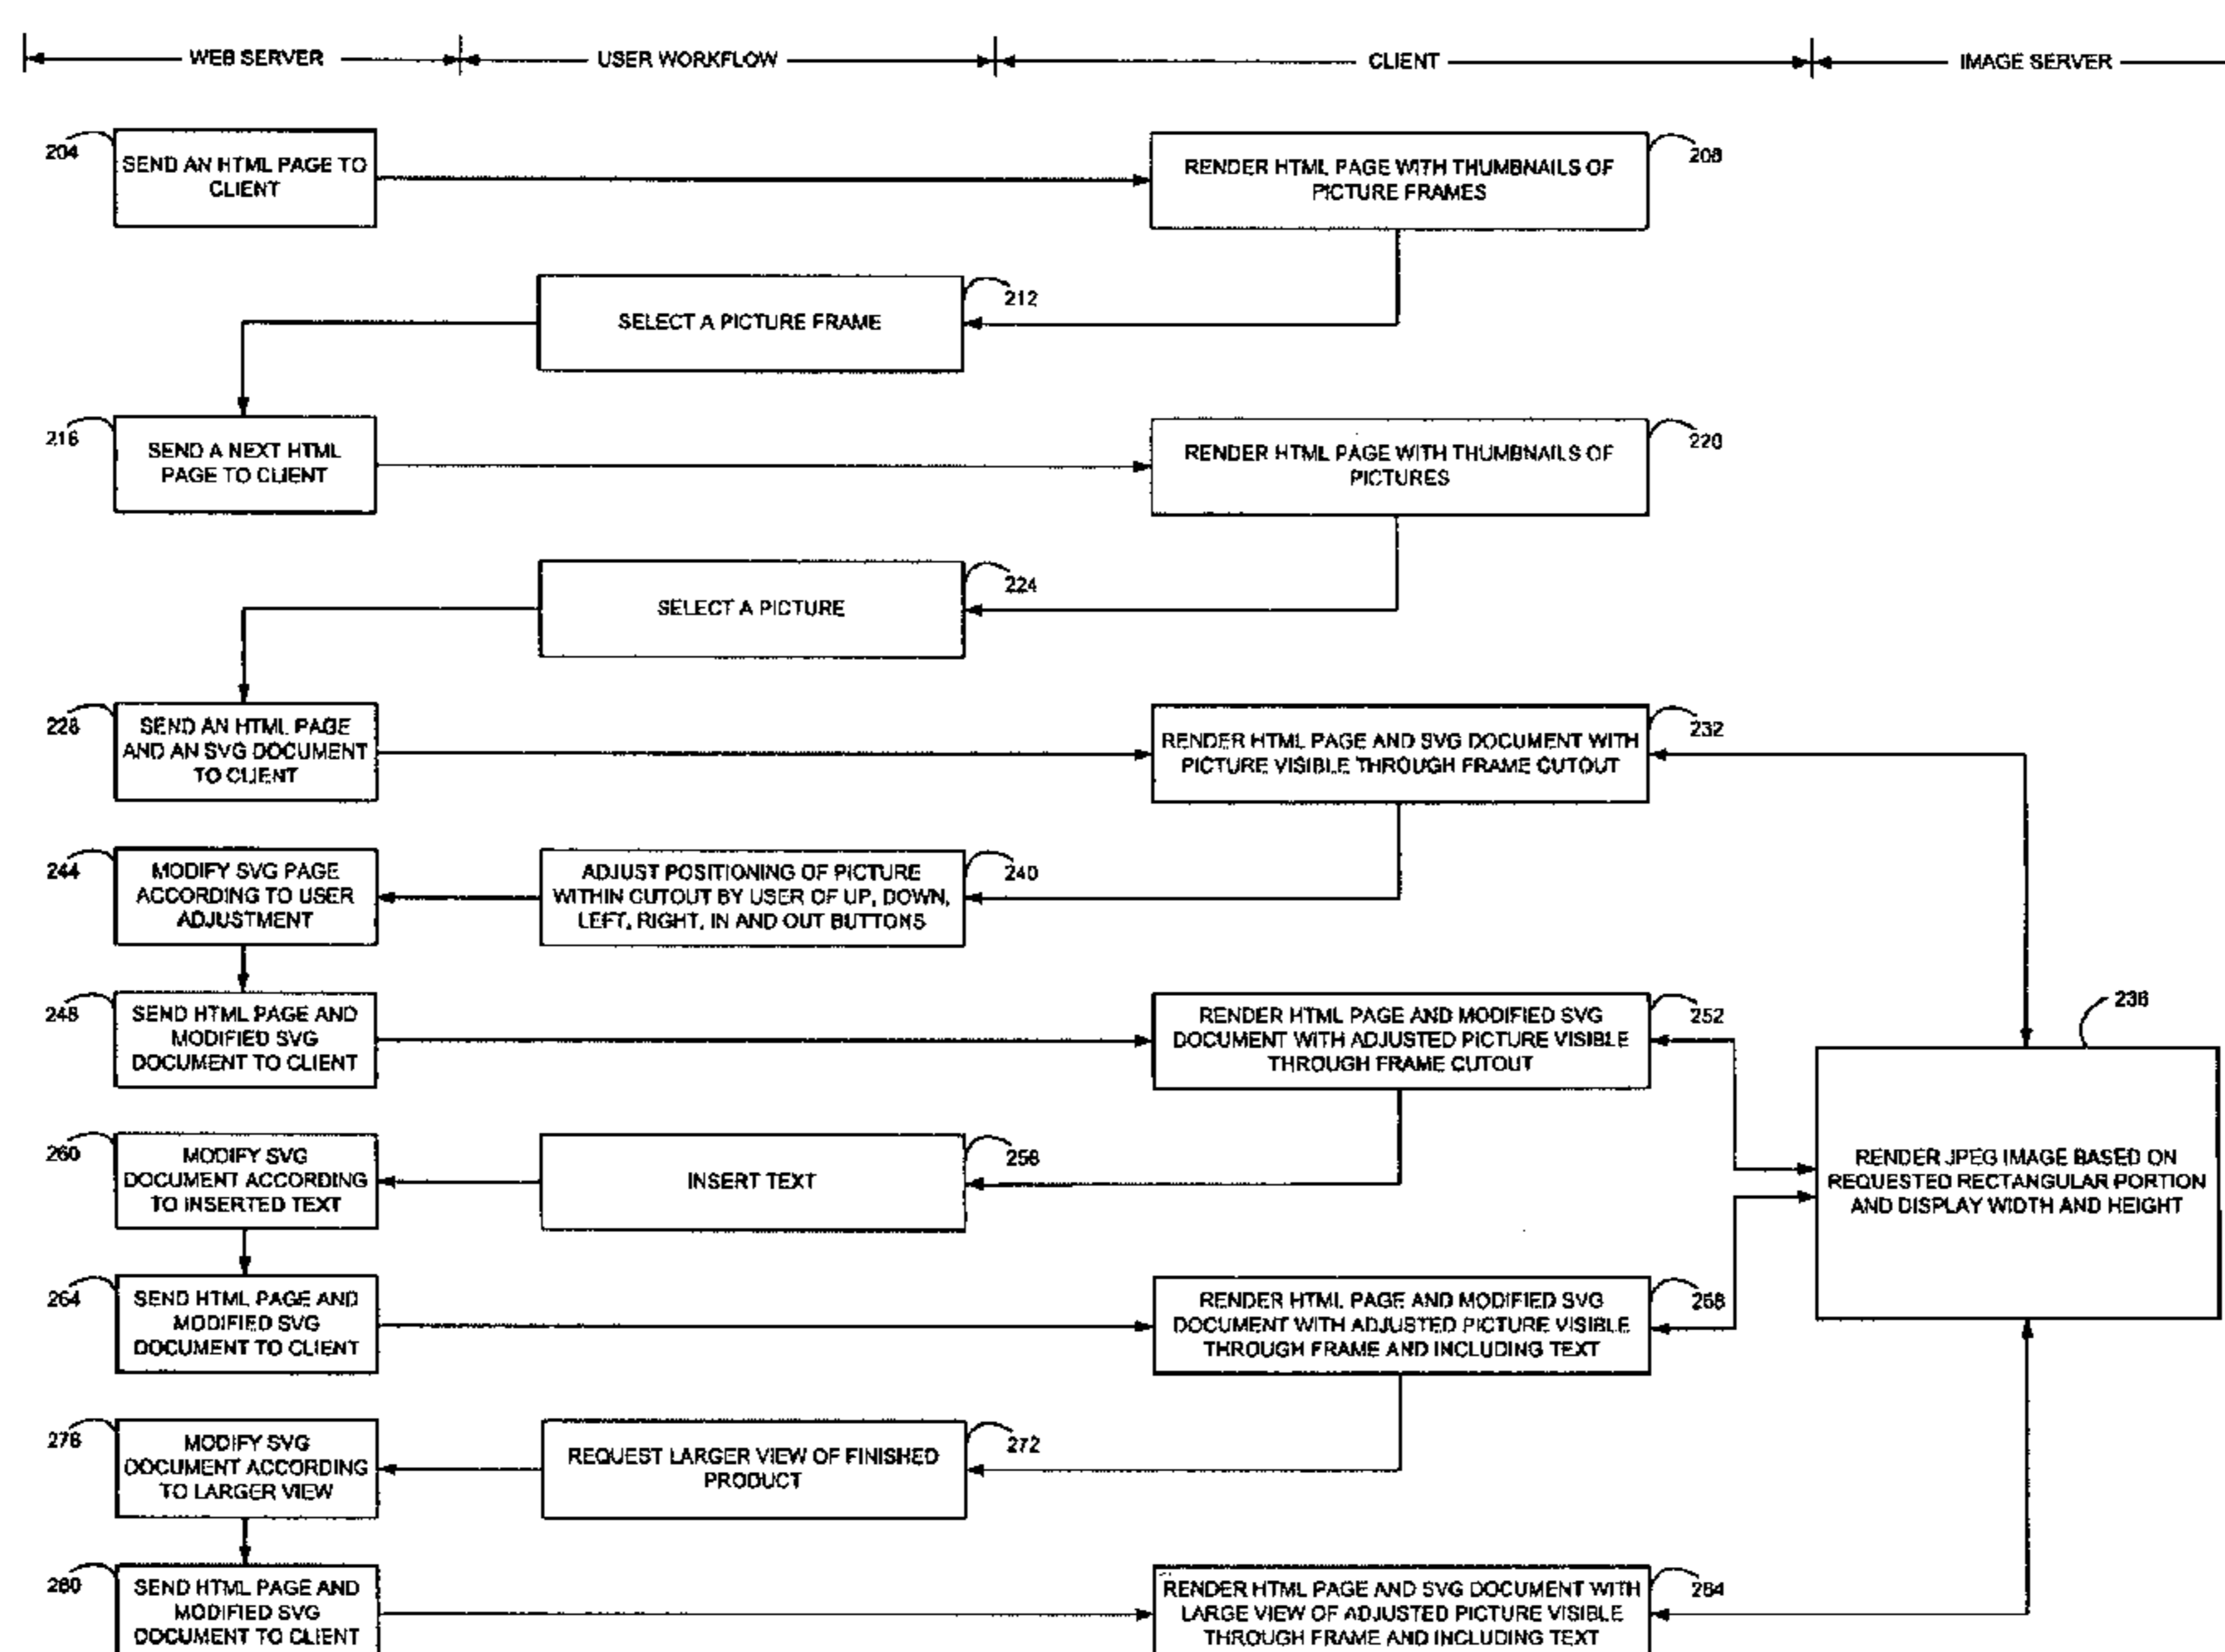 WEB SERVER
USER WORKFLOW
CLIENT
IMAGE SERVER
204
SEND AN HTML PAGE TO
CLIENT
RENDER HTML PAGE WITH THUMBNAILS OF
PICTURE FRAMES
208
SELECT A PICTURE FRAME
212
216
SEND A NEXT HTML
PAGE TO CLIENT
RENDER HTML PAGE WITH THUMBNAILS OF
PICTURES
220
SELECT A PICTURE
224
228
SEND AN HTML PAGE
AND AN SVG DOCUMENT
TO CLIENT
RENDER HTML PAGE AND SVG DOCUMENT WITH
PICTURE VISIBLE THROUGH FRAME CUTOUT
232
244
MODIFY SVG PAGE
ACCORDING TO USER
ADJUSTMENT
ADJUST POSITIONING OF PICTURE
WITHIN CUTOUT BY USER OF UP, DOWN,
LEFT, RIGHT, IN AND OUT BUTTONS
240
248
SEND HTML PAGE AND
MODIFIED SVG
DOCUMENT TO CLIENT
RENDER HTML PAGE AND MODIFIED SVG
DOCUMENT WITH ADJUSTED PICTURE VISIBLE
THROUGH FRAME CUTOUT
252
236
RENDER JPEG IMAGE BASED ON
REQUESTED RECTANGULAR PORTION
AND DISPLAY WIDTH AND HEIGHT
260
MODIFY SVG
DOCUMENT ACCORDING
TO INSERTED TEXT
INSERT TEXT
256
264
SEND HTML PAGE AND
MODIFIED SVG
DOCUMENT TO CLIENT
RENDER HTML PAGE AND MODIFIED SVG
DOCUMENT WITH ADJUSTED PICTURE VISIBLE
THROUGH FRAME AND INCLUDING TEXT
268
276
MODIFY SVG
DOCUMENT ACCORDING
TO LARGER VIEW
REQUEST LARGER VIEW OF FINISHED
PRODUCT
272
280
SEND HTML PAGE AND
MODIFIED SVG
DOCUMENT TO CLIENT
RENDER HTML PAGE AND SVG DOCUMENT WITH
LARGE VIEW OF ADJUSTED PICTURE VISIBLE
THROUGH FRAME AND INCLUDING TEXT
284